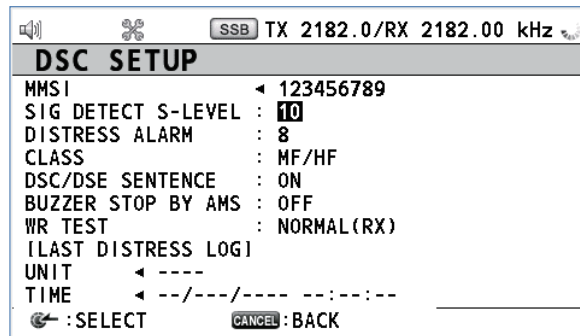 SSB TX 2182.0/RX 2182.00 kHz
DSC SETUP
MMSI ◄ 123456789
SIG DETECT S-LEVEL : 10
DISTRESS ALARM : 8
CLASS : MF/HF
DSC/DSE SENTENCE : ON
BUZZER STOP BY AMS : OFF
WR TEST : NORMAL(RX)
[LAST DISTRESS LOG]
UNIT ◄ ----
TIME ◄ --/---/---- --:--:--
:SELECT CANCEL :BACK